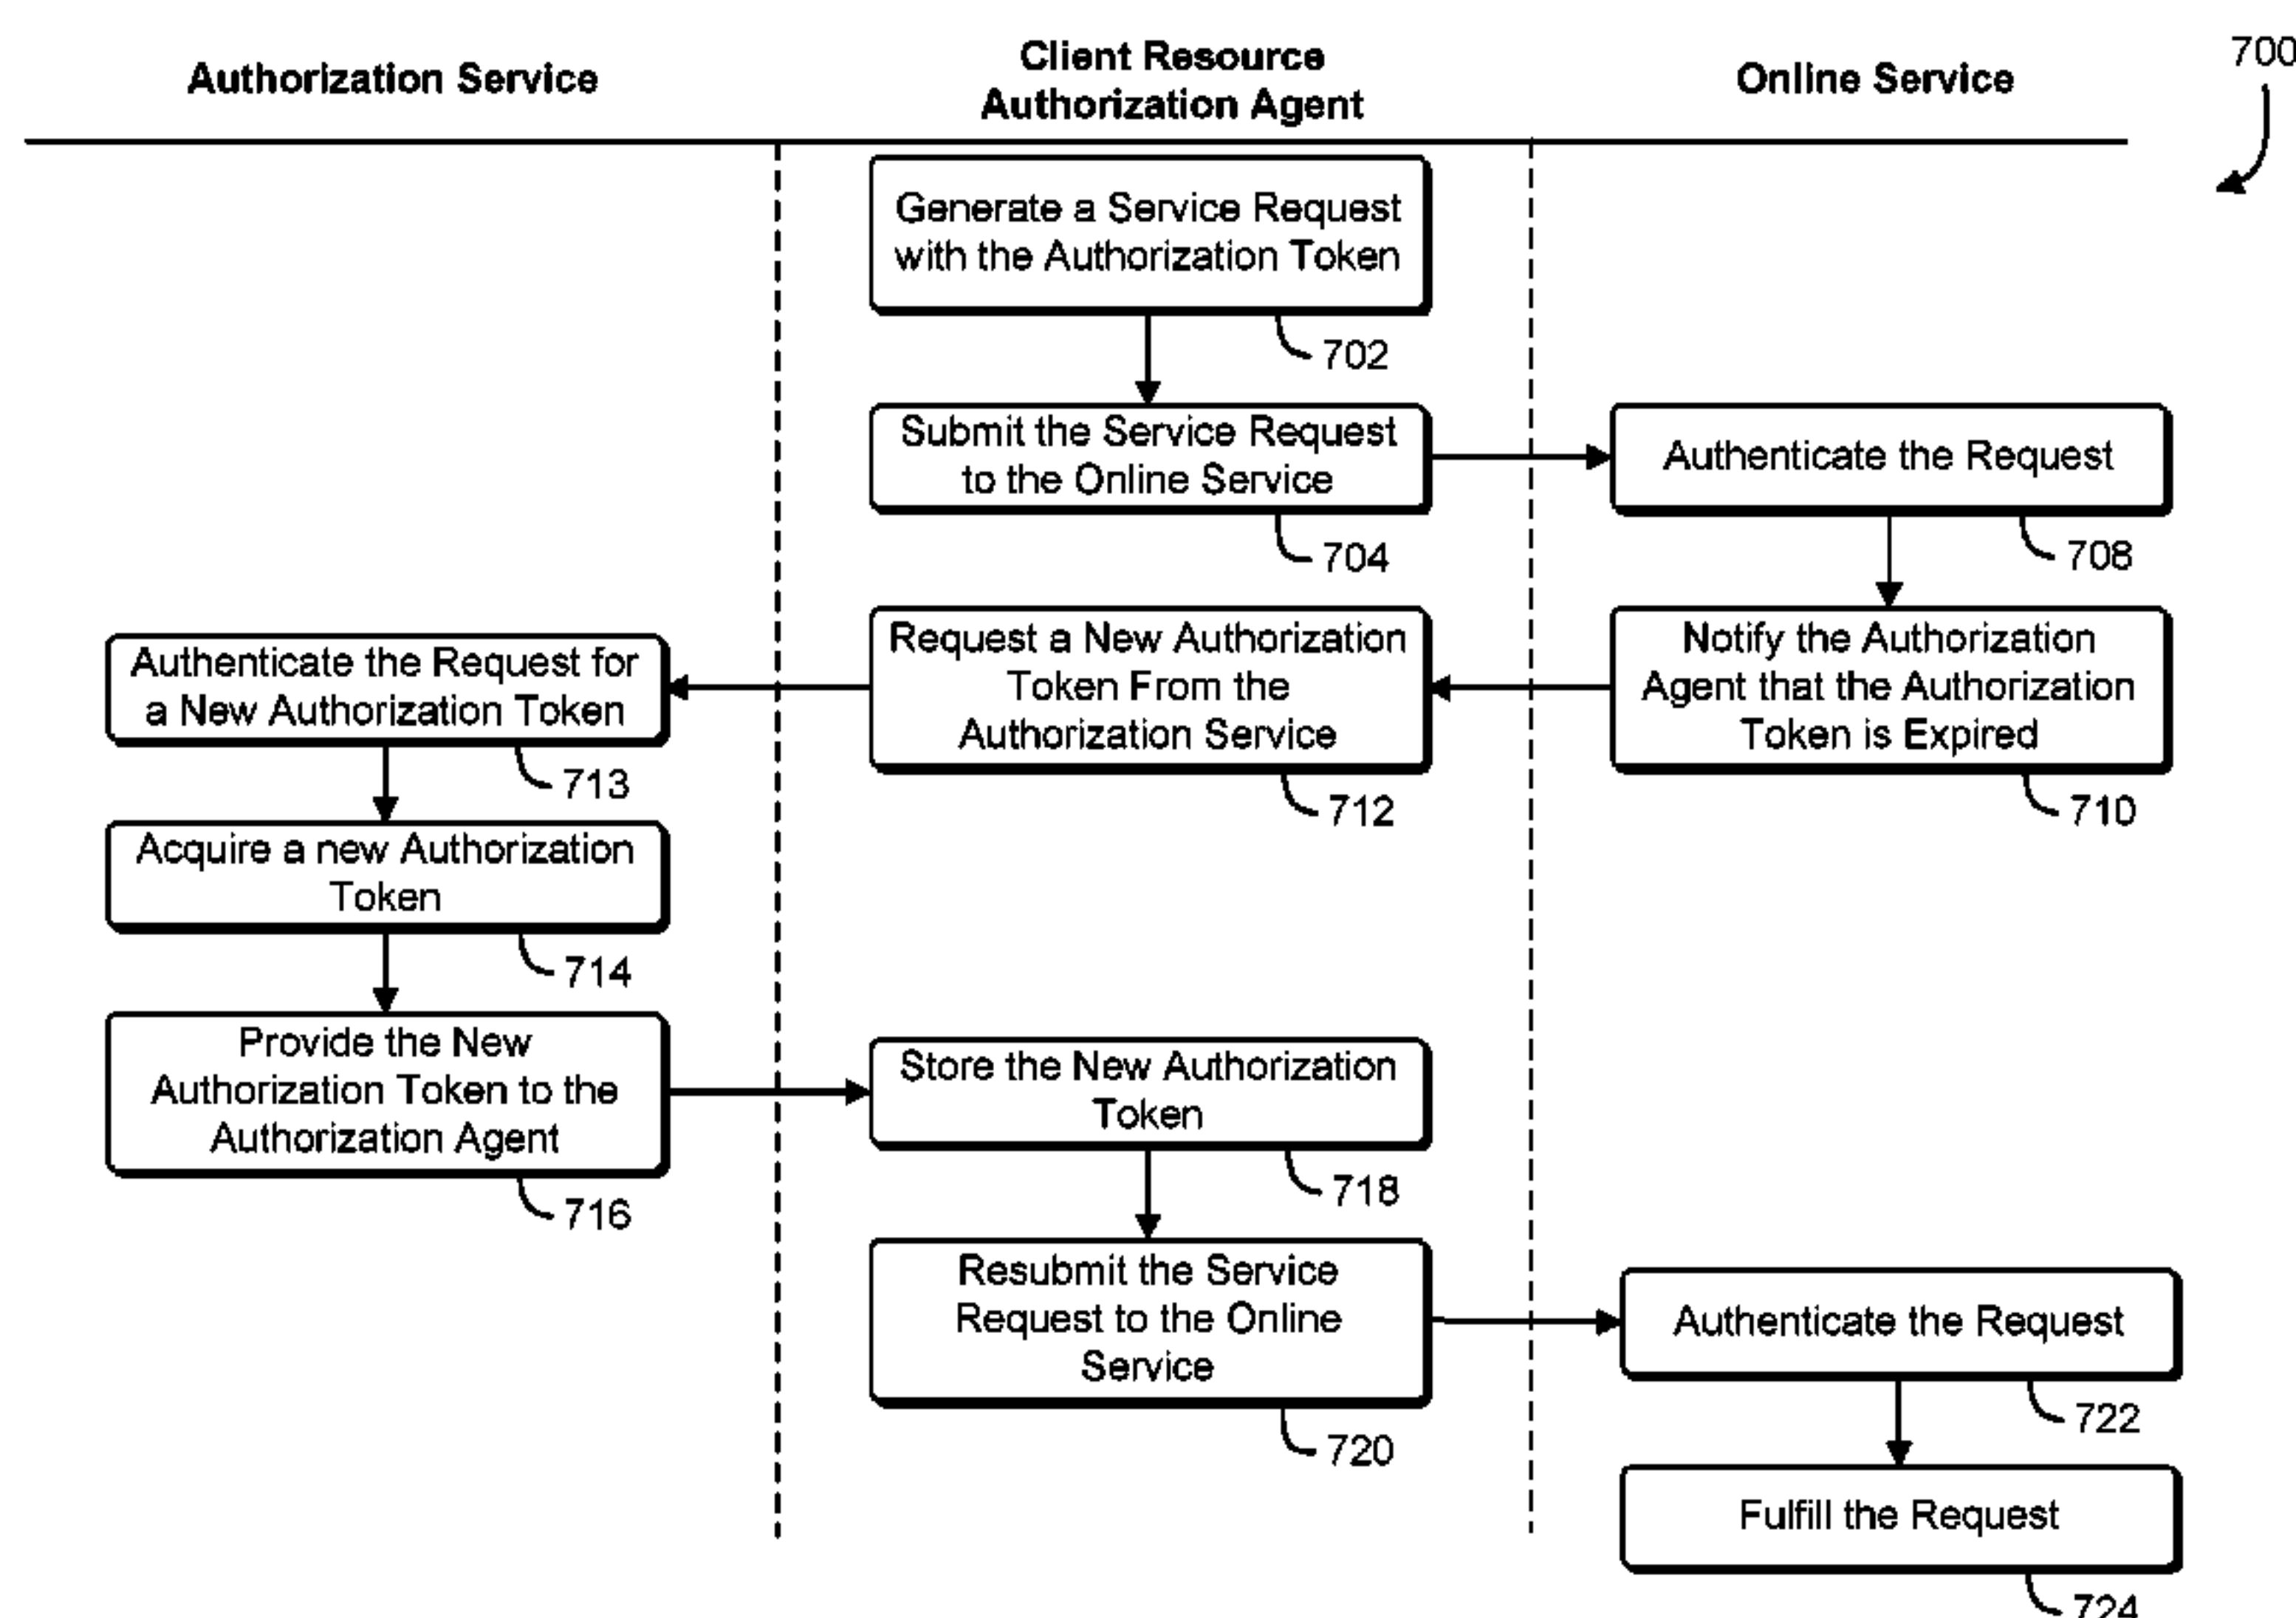 Authorization Service
Client Resource
Authorization Agent
Online Service
700
Generate a Service Request
with the Authorization Token
702
Submit the Service Request
to the Online Service
704
Authenticate the Request
708
Notify the Authorization
Agent that the Authorization
Token is Expired
710
Request a New Authorization
Token From the
Authorization Service
712
Authenticate the Request for
a New Authorization Token
713
Acquire a new Authorization
Token
714
Provide the New
Authorization Token to the
Authorization Agent
716
Store the New Authorization
Token
718
Resubmit the Service
Request to the Online
Service
720
Authenticate the Request
722
Fulfill the Request
724